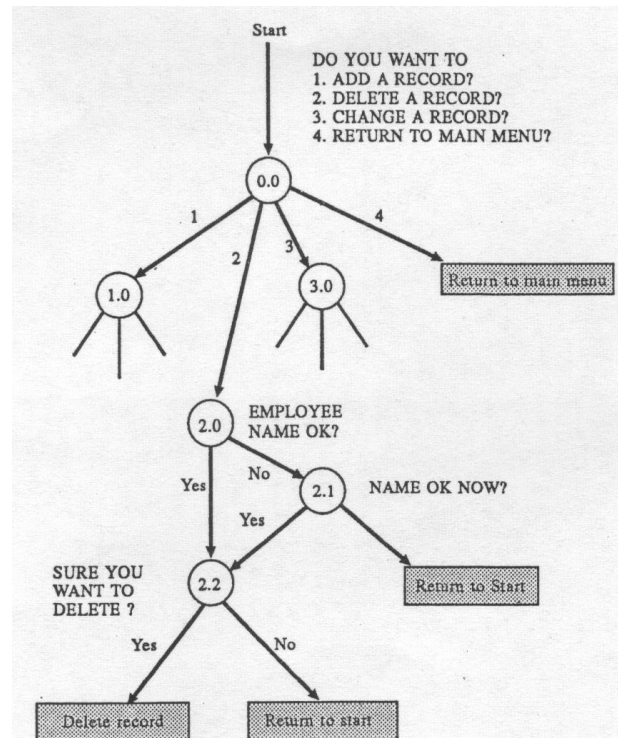 Start
DO YOU WANT TO
1. ADD A RECORD?
2. DELETE A RECORD?
3. CHANGE A RECORD?
4. RETURN TO MAIN MENU?
0.0
1
2
3
4
1.0
3.0
Return to main menu
2.0
EMPLOYEE
NAME OK?
Yes
No
2.1
NAME OK NOW?
Yes
SURE YOU
WANT TO
DELETE ?
2.2
Return to Start
Yes
No
Delete record
Return to start